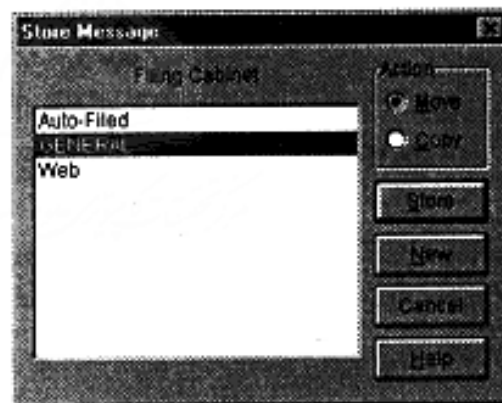 Store Message
Filing Cabinet
Auto-Filed
GENERAL
Web
Action
Move
Copy
Store
New
Cancel
Help